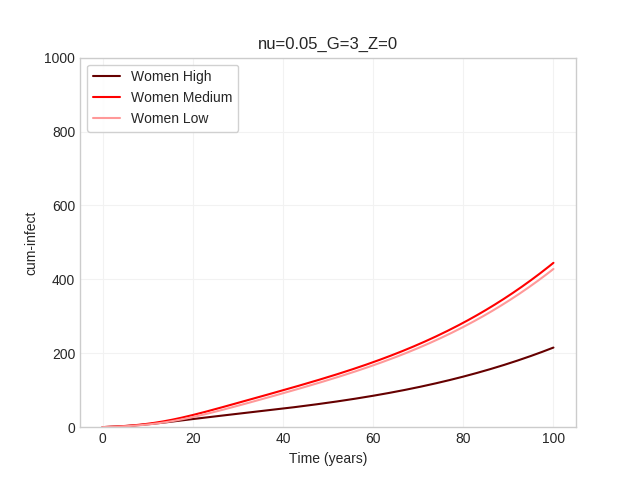 nu=0.05_G=3_Z=0
1000
800
600
400
200
0
cum-infect
Women High
Women Medium
Women Low
0
20
40
60
80
100
Time (years)